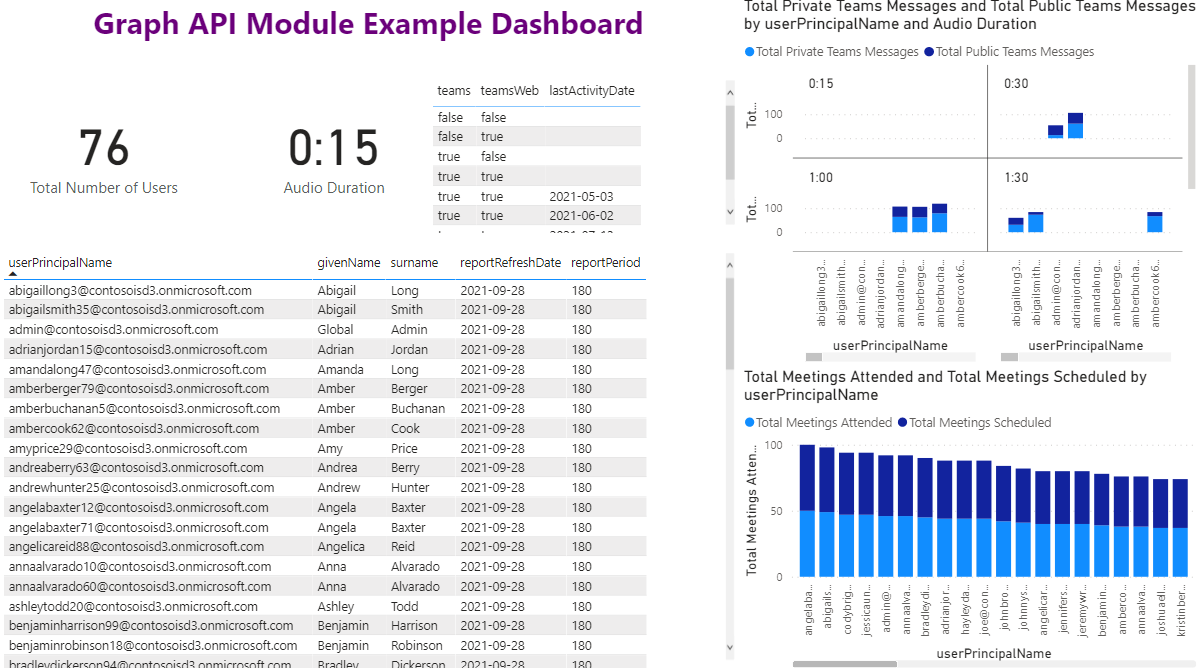 Graph API Module Example Dashboard
76
Total Number of Users
0:15
Audio Duration
teams teamsWeb lastActivityDate
false false
false true
true false
true true
true true 2021-05-03
true true 2021-06-02
userPrincipalName givenName surname reportRefreshDate reportPeriod
abigaillong3@contosoisd3.onmicrosoft.com Abigail Long 2021-09-28 180
abigailsmith35@contosoisd3.onmicrosoft.com Abigail Smith 2021-09-28 180
admin@contosoisd3.onmicrosoft.com Global Admin 2021-09-28 180
adrianjordan15@contosoisd3.onmicrosoft.com Adrian Jordan 2021-09-28 180
amandalong47@contosoisd3.onmicrosoft.com Amanda Long 2021-09-28 180
amberberger79@contosoisd3.onmicrosoft.com Amber Berger 2021-09-28 180
amberbuchanan5@contosoisd3.onmicrosoft.com Amber Buchanan 2021-09-28 180
ambercook62@contosoisd3.onmicrosoft.com Amber Cook 2021-09-28 180
amyprice29@contosoisd3.onmicrosoft.com Amy Price 2021-09-28 180
andreaberry63@contosoisd3.onmicrosoft.com Andrea Berry 2021-09-28 180
andrewhunter25@contosoisd3.onmicrosoft.com Andrew Hunter 2021-09-28 180
angelabaxter12@contosoisd3.onmicrosoft.com Angela Baxter 2021-09-28 180
angelabaxter71@contosoisd3.onmicrosoft.com Angela Baxter 2021-09-28 180
angelicareid88@contosoisd3.onmicrosoft.com Angelica Reid 2021-09-28 180
annaalvarado10@contosoisd3.onmicrosoft.com Anna Alvarado 2021-09-28 180
annaalvarado60@contosoisd3.onmicrosoft.com Anna Alvarado 2021-09-28 180
ashleytodd20@contosoisd3.onmicrosoft.com Ashley Todd 2021-09-28 180
benjaminharrison99@contosoisd3.onmicrosoft.com Benjamin Harrison 2021-09-28 180
benjaminrobinson18@contosoisd3.onmicrosoft.com Benjamin Robinson 2021-09-28 180
bradleydickerson94@contosoisd3.onmicrosoft.com Bradley Dickerson 2021-09-28 180
Total Private Teams Messages and Total Public Teams Messages
by userPrincipalName and Audio Duration
Total Private Teams Messages Total Public Teams Messages
0:15 0:30
Tot...
100
0
1:00 1:30
Tot...
100
0
abigaillong3...
abigailsmith...
admin@con...
adrianjordan...
amandalong...
amberberge...
amberbucha...
ambercook6...
abigaillong3...
abigailsmith...
admin@con...
adrianjordan...
amandalong...
amberberge...
amberbucha...
ambercook6...
userPrincipalName userPrincipalName
Total Meetings Attended and Total Meetings Scheduled by
userPrincipalName
Total Meetings Attended Total Meetings Scheduled
Total Meetings Atten...
100
50
0
angelaba...
abigails...
codybrig...
jessicaun...
admin@...
annaalva...
bradleydi...
adrianjor...
hayleyda...
joe@con...
johnbro...
johnnys...
angelicar...
jennifers...
jeremywr...
benjamin...
amberco...
annaalva...
joshuaell...
kristinber...
userPrincipalName